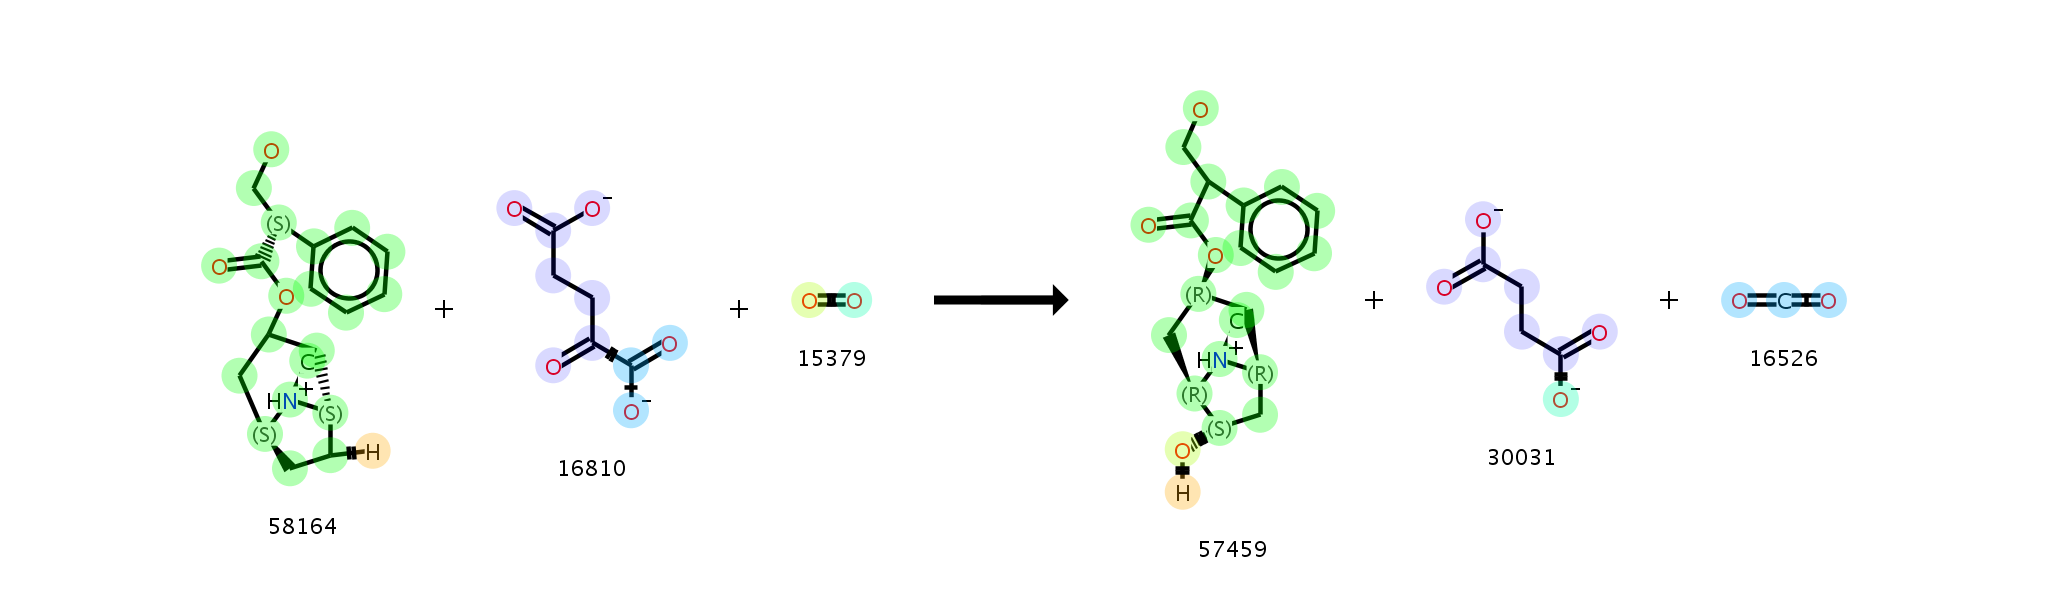 O
(S)
O
O
C
+
HN
(S)
(S)
H
58164
+
O
O
-
O
O
O
-
16810
+
O
O
15379
O
O
O
(R)
C
+
HN
(R)
(R)
(S)
O
H
57459
+
O
-
O
O
O
-
30031
+
O
C
O
16526